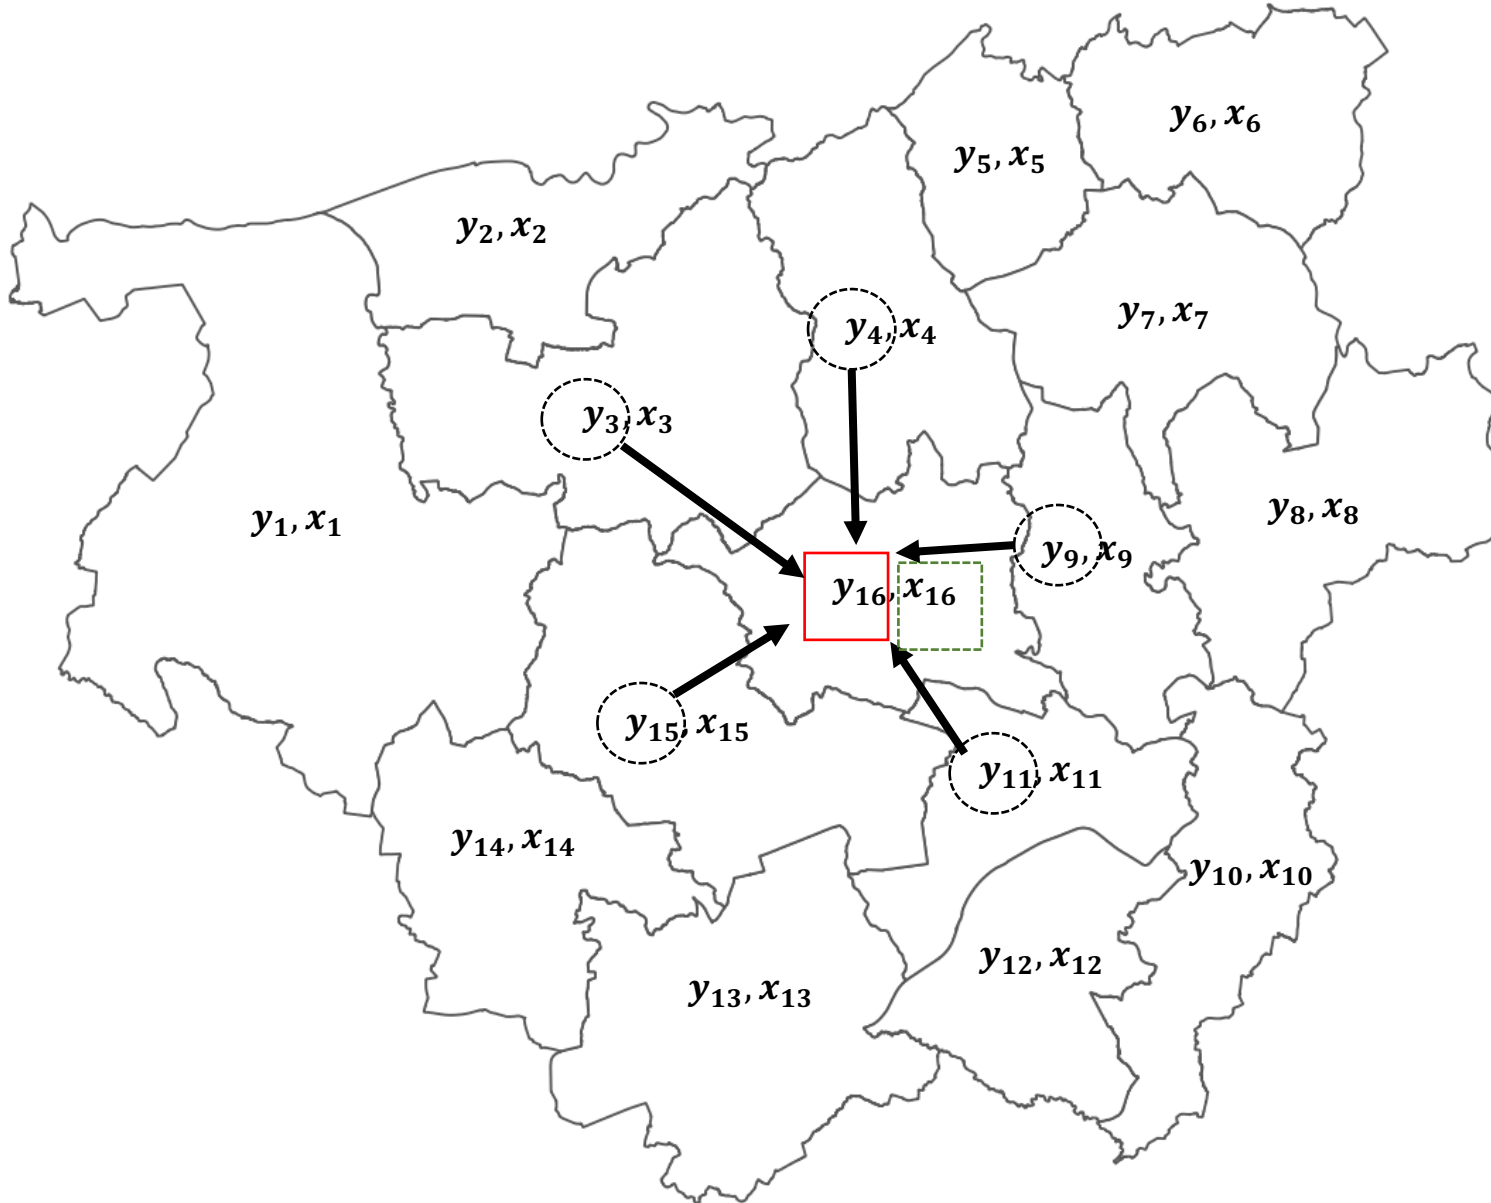 y₆, x₆
y₅, x₅
y₂, x₂
y₇, x₇
y₄, x₄
y₃, x₃
y₁, x₁
y₈, x₈
y₉, x₉
y₁₆, x₁₆
y₁₅, x₁₅
y₁₁, x₁₁
y₁₄, x₁₄
y₁₀, x₁₀
y₁₂, x₁₂
y₁₃, x₁₃